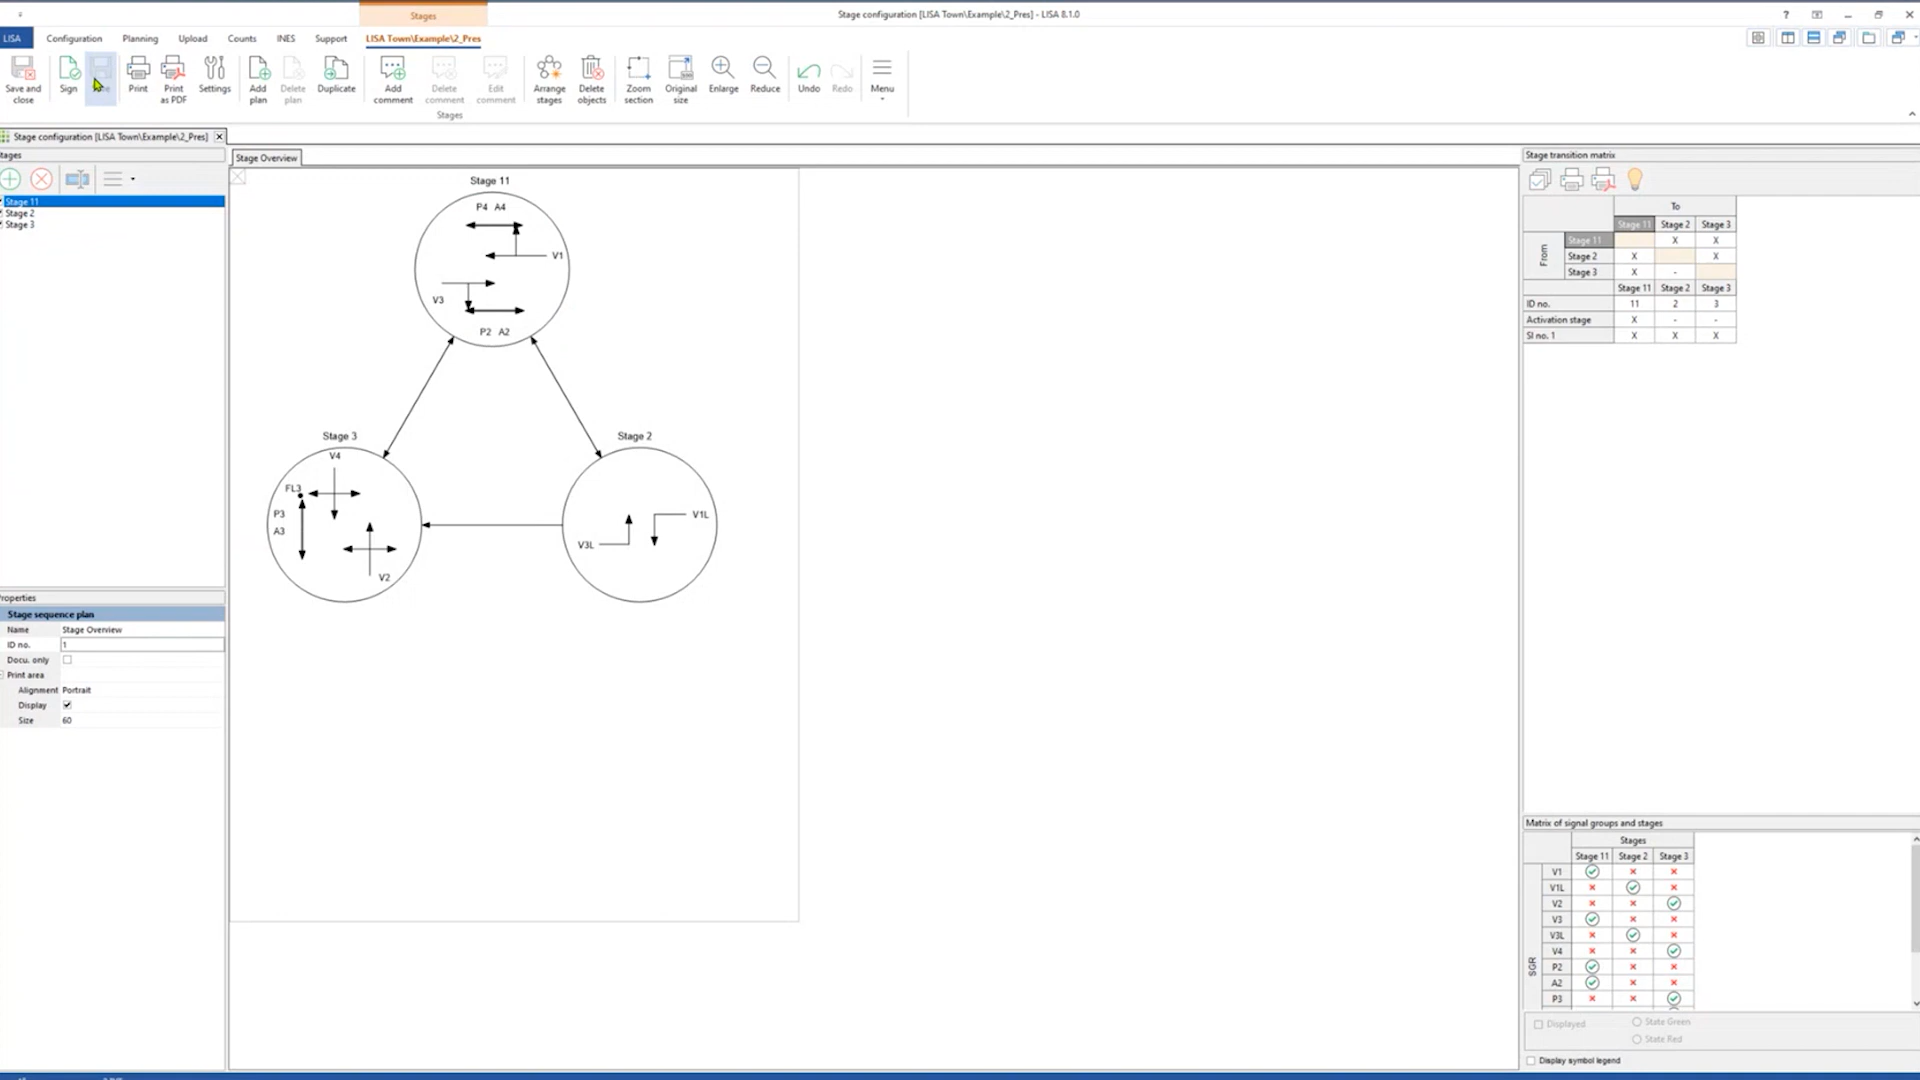 Stages
Stage configuration [LISA Town\Example\2_Pres] - LISA 8.1.0
LISA Configuration Planning Upload Counts INES Support LISA Town\Example\2_Pres
Save and close
Sign
Print
Print as PDF
Settings
Add plan
Delete plan
Duplicate
Add comment
Delete comment
Edit comment
Arrange stages
Delete objects
Zoom section
Original size
Enlarge
Reduce
Undo
Redo
Menu
Stages
Stage configuration [LISA Town\Example\2_Pres]
tages
Stage 11
Stage 2
Stage 3
Properties
Stage sequence plan
Name Stage Overview
ID no. 1
Docu. only
Print area
Alignment Portrait
Display
Size 60
Stage Overview
Stage 11
P4 A4
V1
V3
P2 A2
Stage 3
V4
FL3
P3
A3
V2
Stage 2
V1L
V3L
Stage transition matrix
To
Stage 11 Stage 2 Stage 3
From
Stage 11 X X
Stage 2 X X
Stage 3 X -
Stage 11 Stage 2 Stage 3
ID no. 11 2 3
Activation stage X - -
SI no. 1 X X X
Matrix of signal groups and stages
Stages
Stage 11 Stage 2 Stage 3
SGR
V1
V1L
V2
V3
V3L
V4
P2
A2
P3
Displayed
State Green
State Red
Display symbol legend